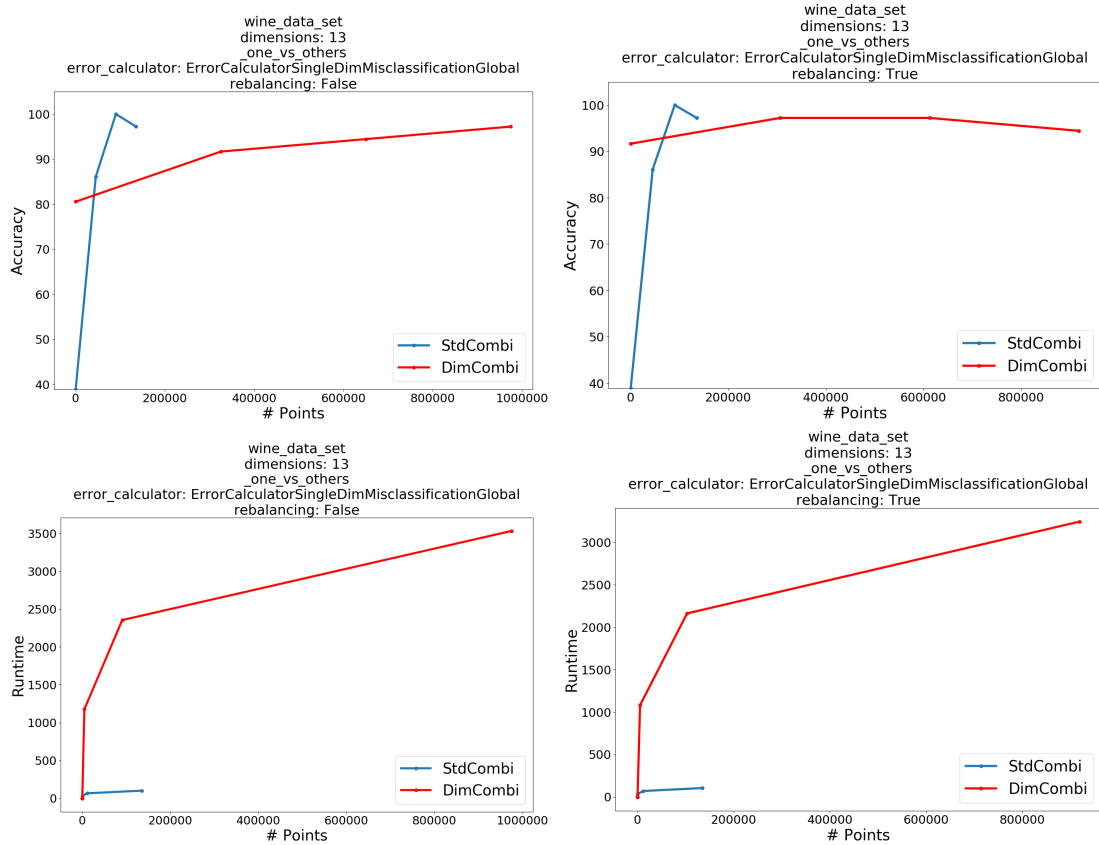 wine_data_set
dimensions: 13
_one_vs_others
error_calculator: ErrorCalculatorSingleDimMisclassificationGlobal
rebalancing: False
100
90
80
70
60
50
40
Accuracy
0
200000
400000
600000
800000
1000000
# Points
StdCombi
DimCombi
wine_data_set
dimensions: 13
_one_vs_others
error_calculator: ErrorCalculatorSingleDimMisclassificationGlobal
rebalancing: True
100
90
80
70
60
50
40
Accuracy
0
200000
400000
600000
800000
# Points
StdCombi
DimCombi
wine_data_set
dimensions: 13
_one_vs_others
error_calculator: ErrorCalculatorSingleDimMisclassificationGlobal
rebalancing: False
3500
3000
2500
2000
1500
1000
500
0
Runtime
0
200000
400000
600000
800000
1000000
# Points
StdCombi
DimCombi
wine_data_set
dimensions: 13
_one_vs_others
error_calculator: ErrorCalculatorSingleDimMisclassificationGlobal
rebalancing: True
3000
2500
2000
1500
1000
500
0
Runtime
0
200000
400000
600000
800000
# Points
StdCombi
DimCombi